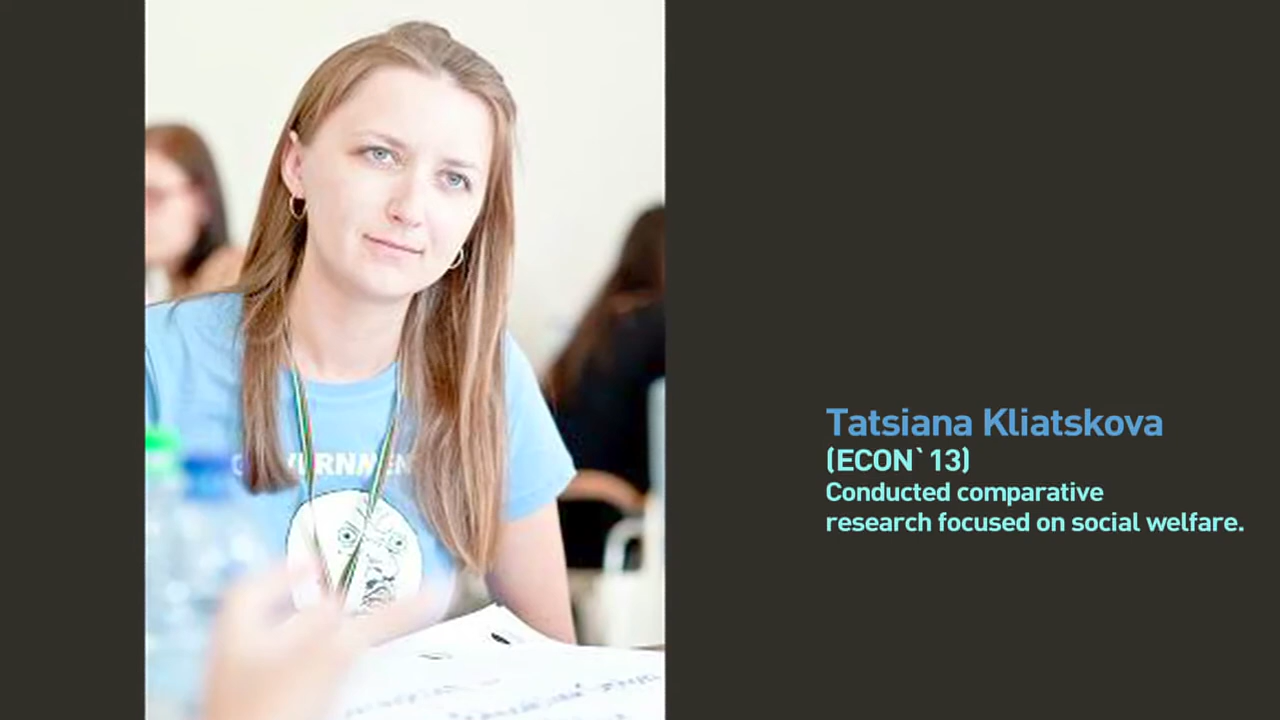 Tatsiana Kliatskova
(ECON`13)
Conducted comparative
research focused on social welfare.